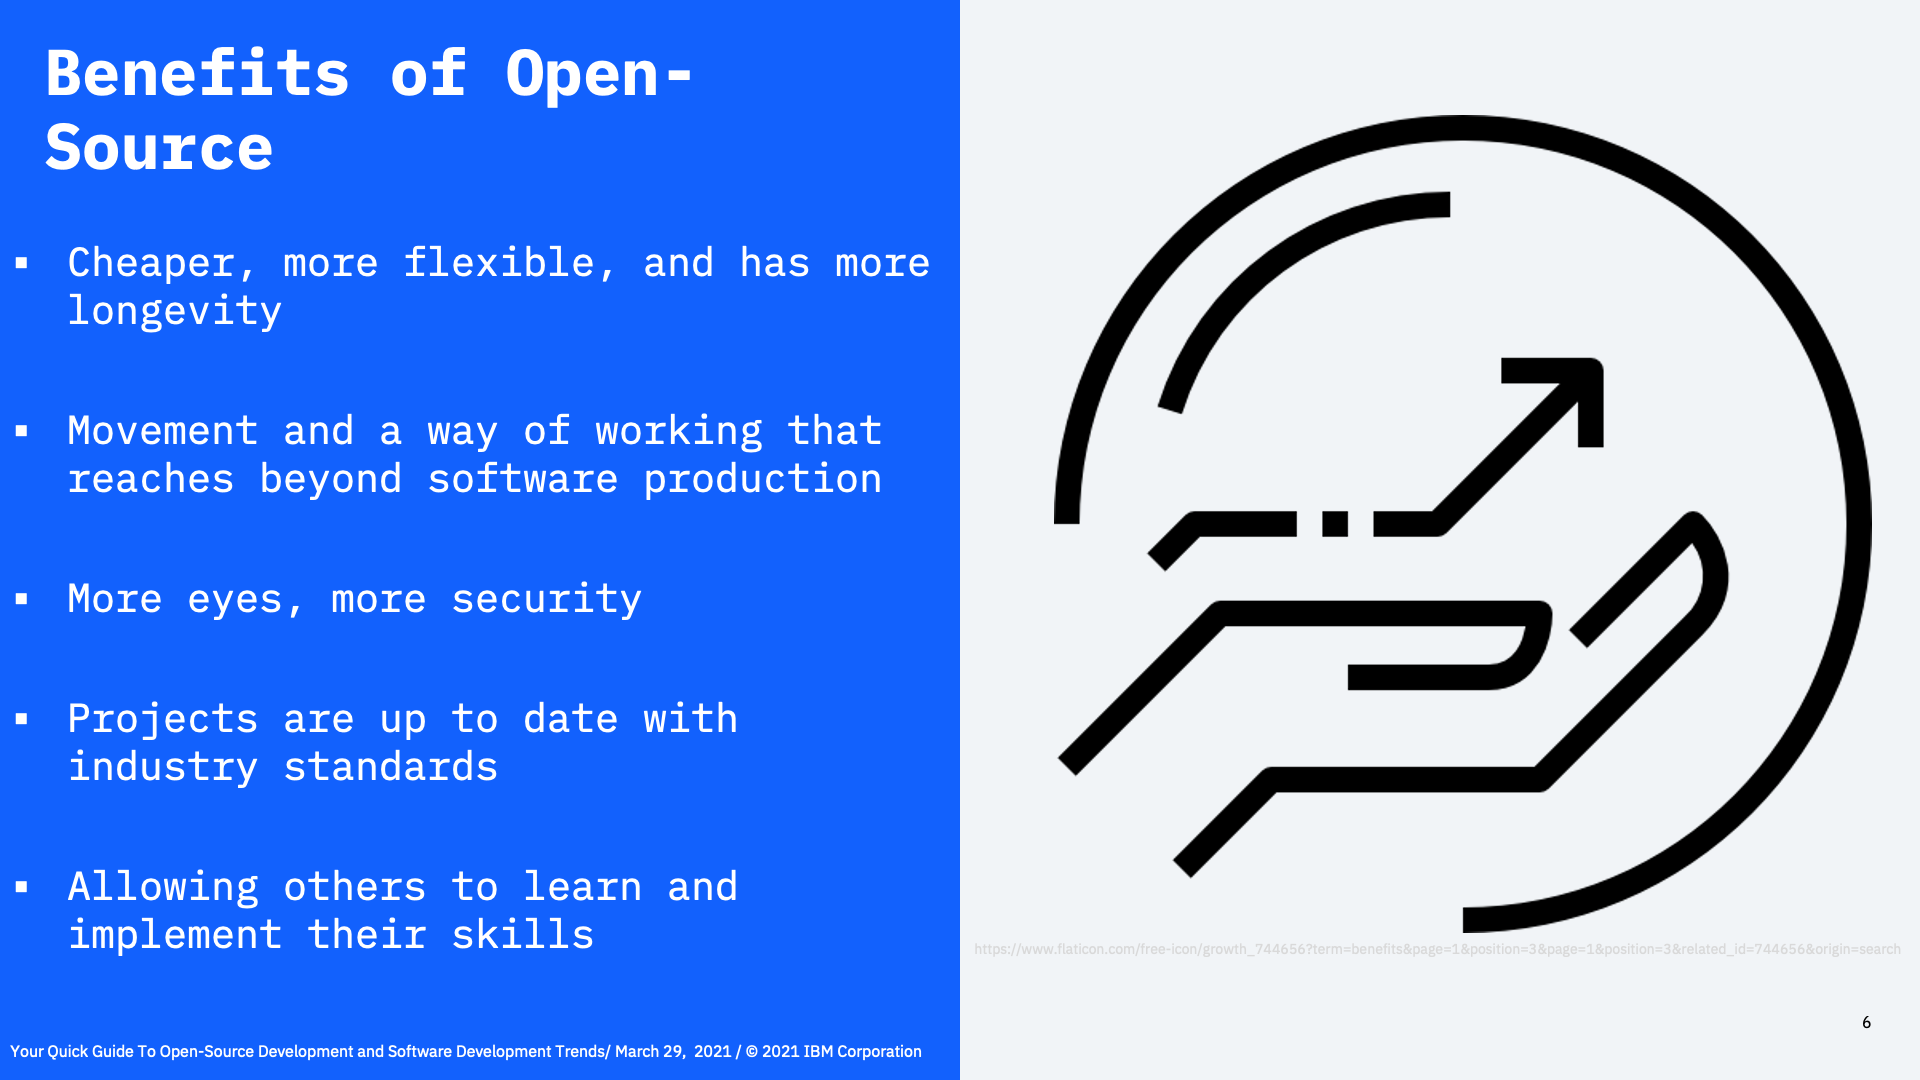 Benefits of Open-
Source
▪ Cheaper, more flexible, and has more
longevity
▪ Movement and a way of working that
reaches beyond software production
▪ More eyes, more security
▪ Projects are up to date with
industry standards
▪ Allowing others to learn and
implement their skills
https://www.flaticon.com/free-icon/growth_744656?term=benefits&page=1&position=3&page=1&position=3&related_id=744656&origin=search
6
Your Quick Guide To Open-Source Development and Software Development Trends/ March 29,  2021 / © 2021 IBM Corporation